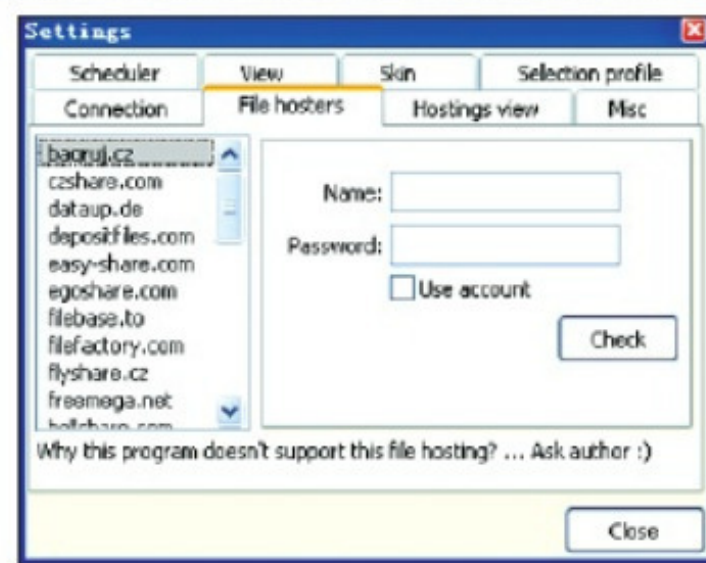 Settings
Scheduler View Skin Selection profile
Connection File hosters Hostings view Misc
baoruj.cz
czshare.com
dataup.de
depositfiles.com
easy-share.com
egoshare.com
filebase.to
filefactory.com
flyshare.cz
freemega.net
Name:
Password:
Use account
Check
Why this program doesn't support this file hosting? ... Ask author :)
Close